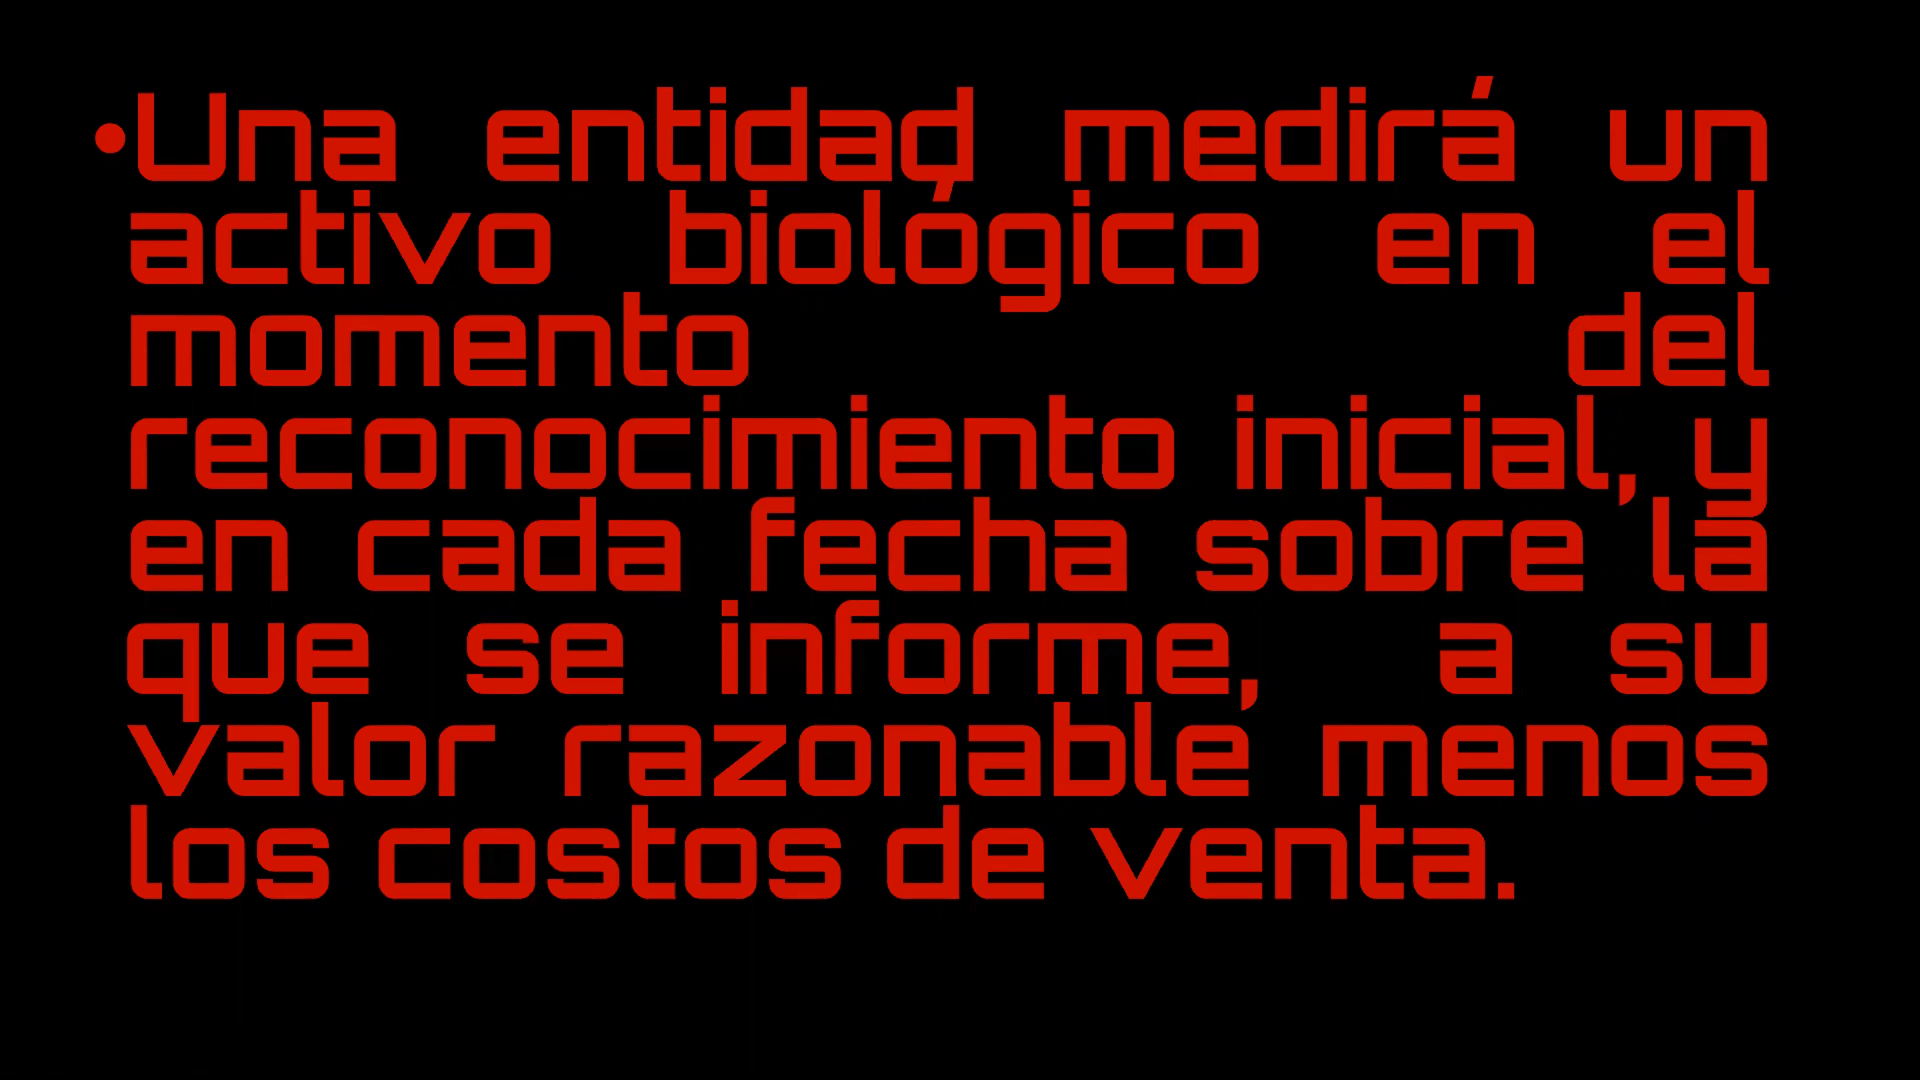 •Una entidad medirá un
activo biológico en el
momento del
reconocimiento inicial, y
en cada fecha sobre la
que se informe, a su
valor razonable menos
los costos de venta.